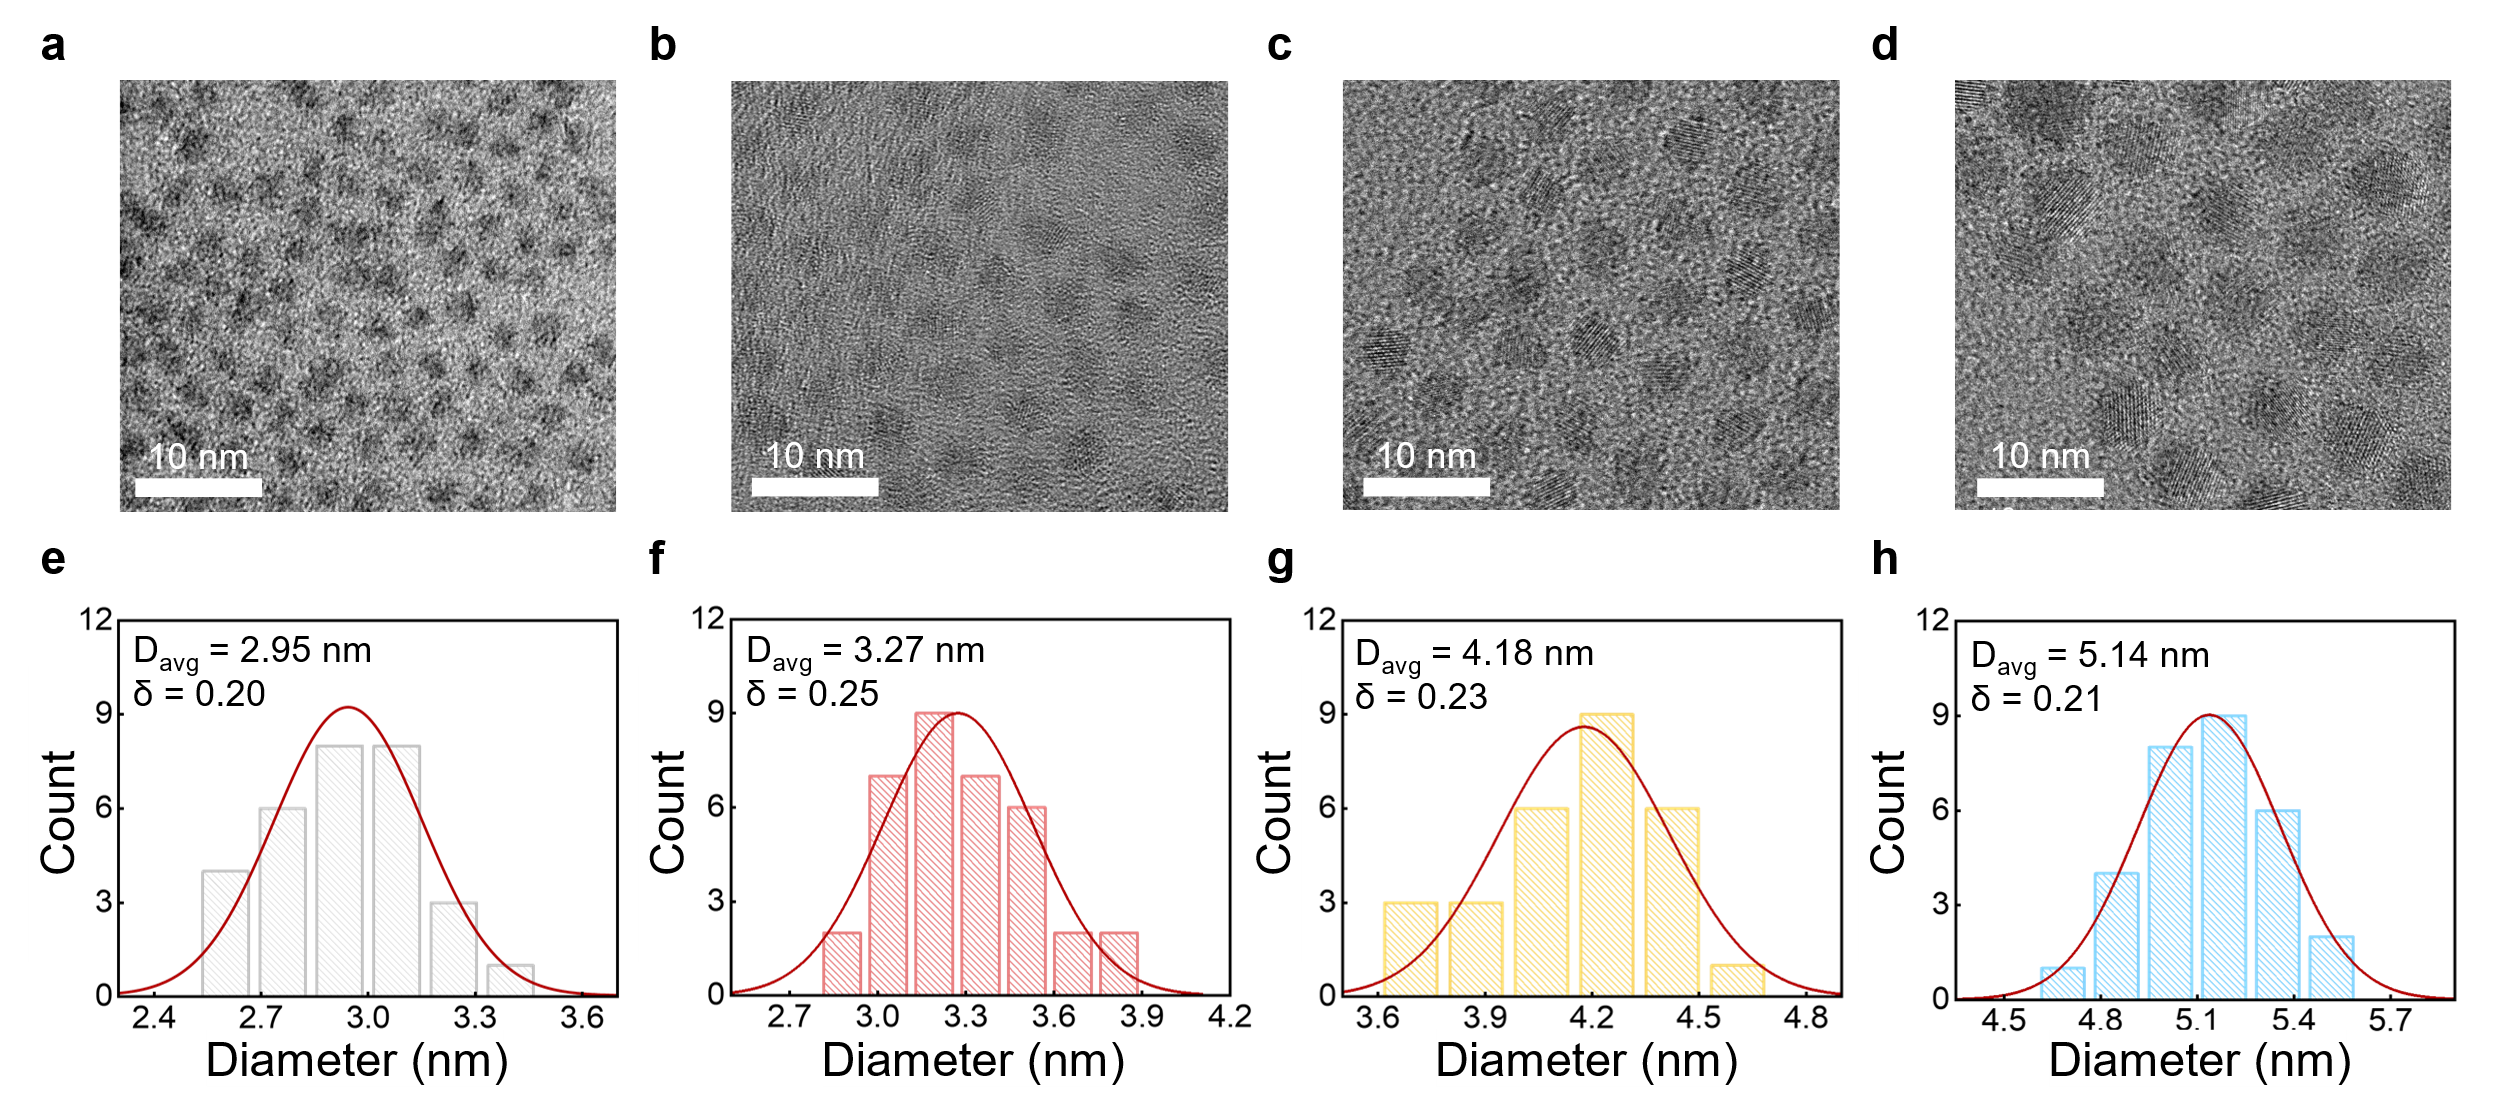 a
b
c
d
10 nm
10 nm
10 nm
10 nm
e
f
g
h
12
9
6
3
0
Count
Davg = 2.95 nm
δ = 0.20
2.4 2.7 3.0 3.3 3.6
Diameter (nm)
12
9
6
3
0
Count
Davg = 3.27 nm
δ = 0.25
2.7 3.0 3.3 3.6 3.9 4.2
Diameter (nm)
12
9
6
3
0
Count
Davg = 4.18 nm
δ = 0.23
3.6 3.9 4.2 4.5 4.8
Diameter (nm)
12
9
6
3
0
Count
Davg = 5.14 nm
δ = 0.21
4.5 4.8 5.1 5.4 5.7
Diameter (nm)